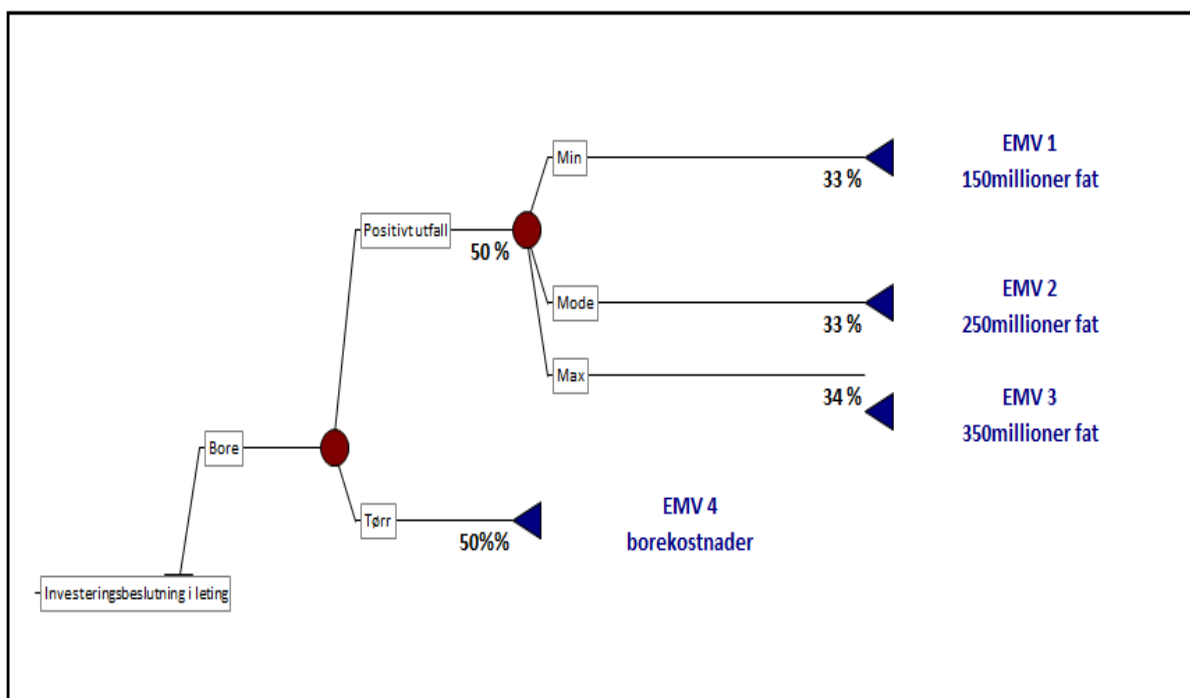 Min
33 %
EMV 1
150millioner fat
Positivt utfall
50 %
Mode
33 %
EMV 2
250millioner fat
Max
34 %
EMV 3
350millioner fat
Bore
Tørr
50%%
EMV 4
borekostnader
Investeringsbeslutning i leting